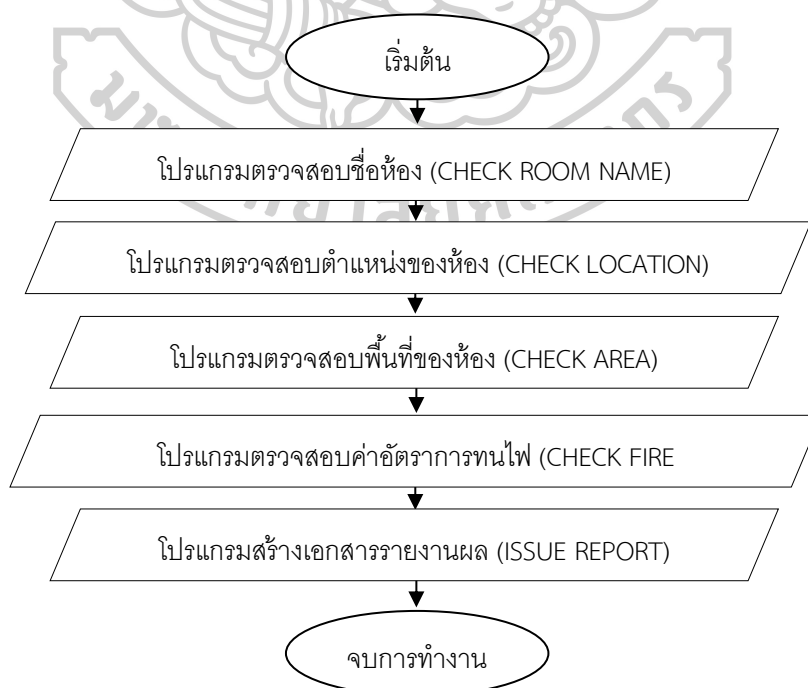 เริ่มต้น
โปรแกรมตรวจสอบชื่อห้อง (CHECK ROOM NAME)
โปรแกรมตรวจสอบตำแหน่งของห้อง (CHECK LOCATION)
โปรแกรมตรวจสอบพื้นที่ของห้อง (CHECK AREA)
โปรแกรมตรวจสอบค่าอัตราการทนไฟ (CHECK FIRE
โปรแกรมสร้างเอกสารรายงานผล (ISSUE REPORT)
จบการทำงาน